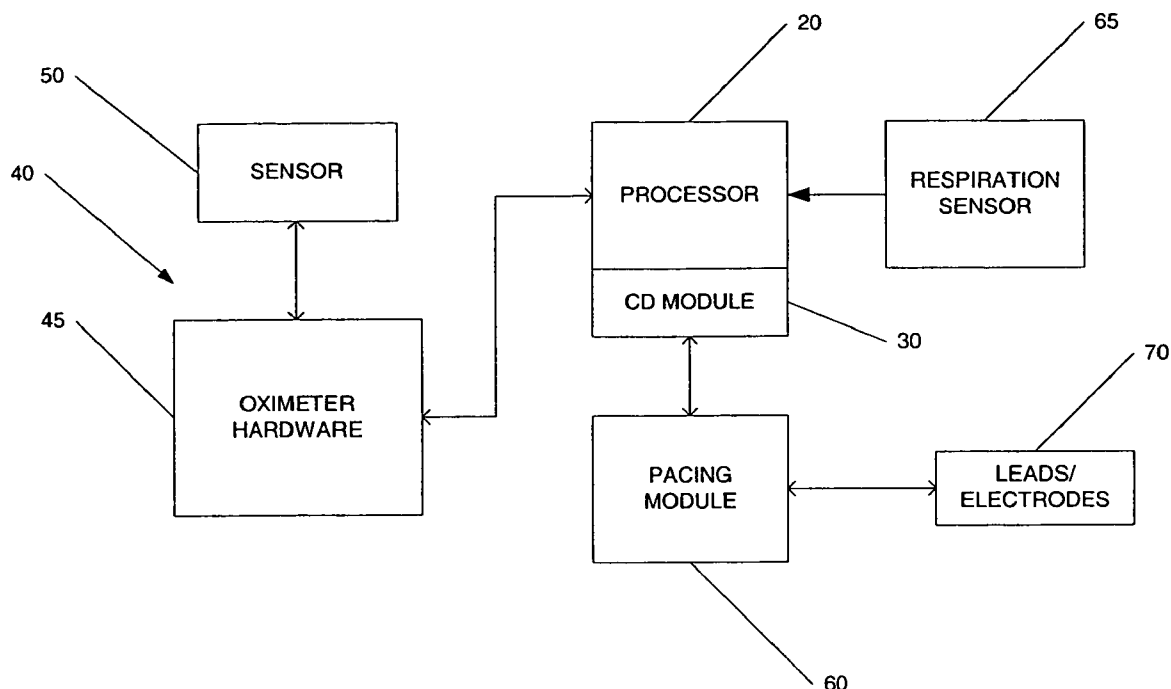 20
65
50
SENSOR
40
PROCESSOR
RESPIRATION
SENSOR
CD MODULE
45
30
OXIMETER
HARDWARE
70
PACING
MODULE
LEADS/
ELECTRODES
60